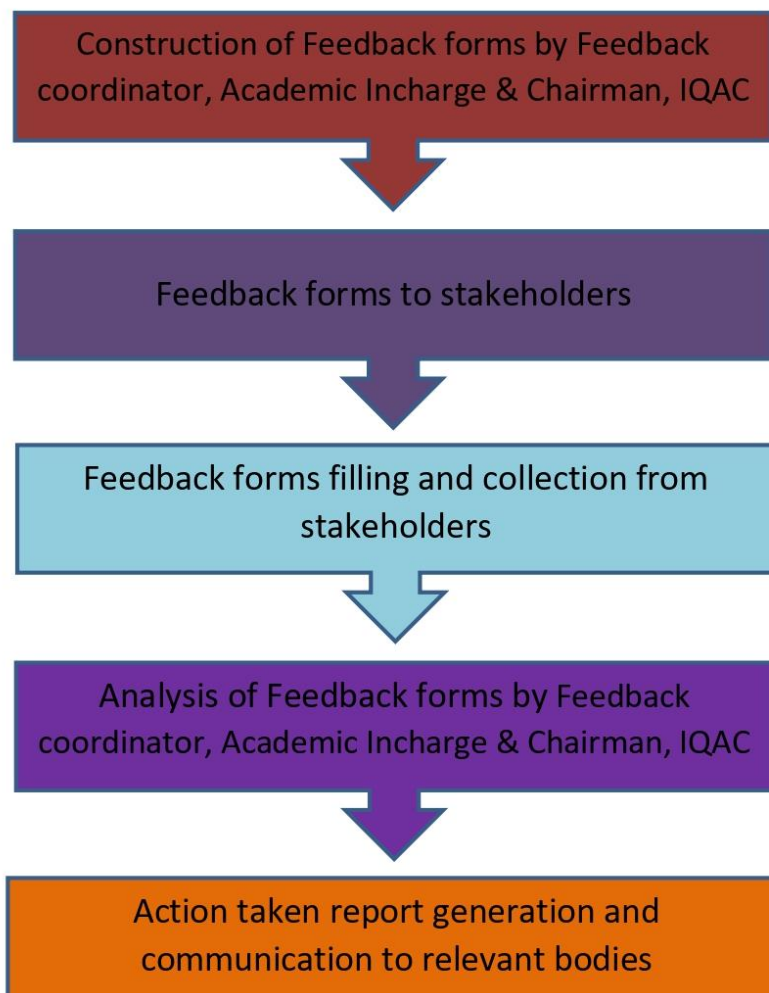 Construction of Feedback forms by Feedback
coordinator, Academic Incharge & Chairman, IQAC
Feedback forms to stakeholders
Feedback forms filling and collection from
stakeholders
Analysis of Feedback forms by Feedback
coordinator, Academic Incharge & Chairman, IQAC
Action taken report generation and
communication to relevant bodies